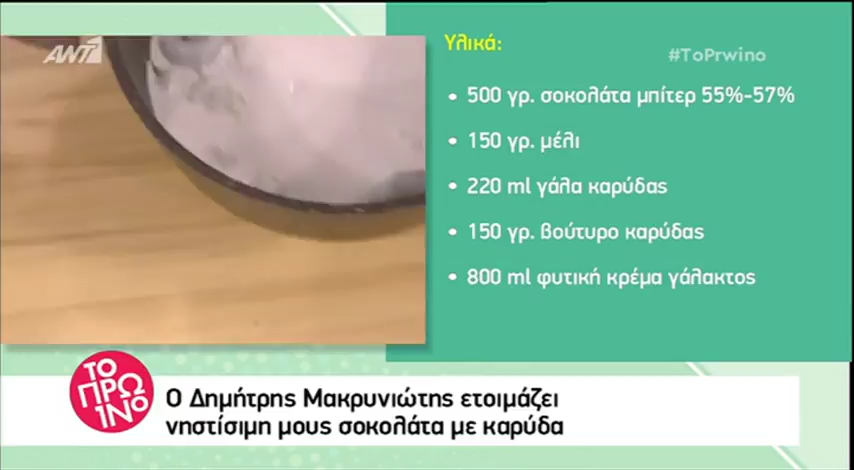 ANT1
Υλικά:
#ToPrwino
• 500 γρ. σοκολάτα μπίτερ 55%-57%
• 150 γρ. μέλι
• 220 ml γάλα καρύδας
• 150 γρ. βούτυρο καρύδας
• 800 ml φυτική κρέμα γάλακτος
ΤΟ
ΠΡΩ
ΙΝΟ
Ο Δημήτρης Μακρυνιώτης ετοιμάζει
νηστίσιμη μους σοκολάτα με καρύδα